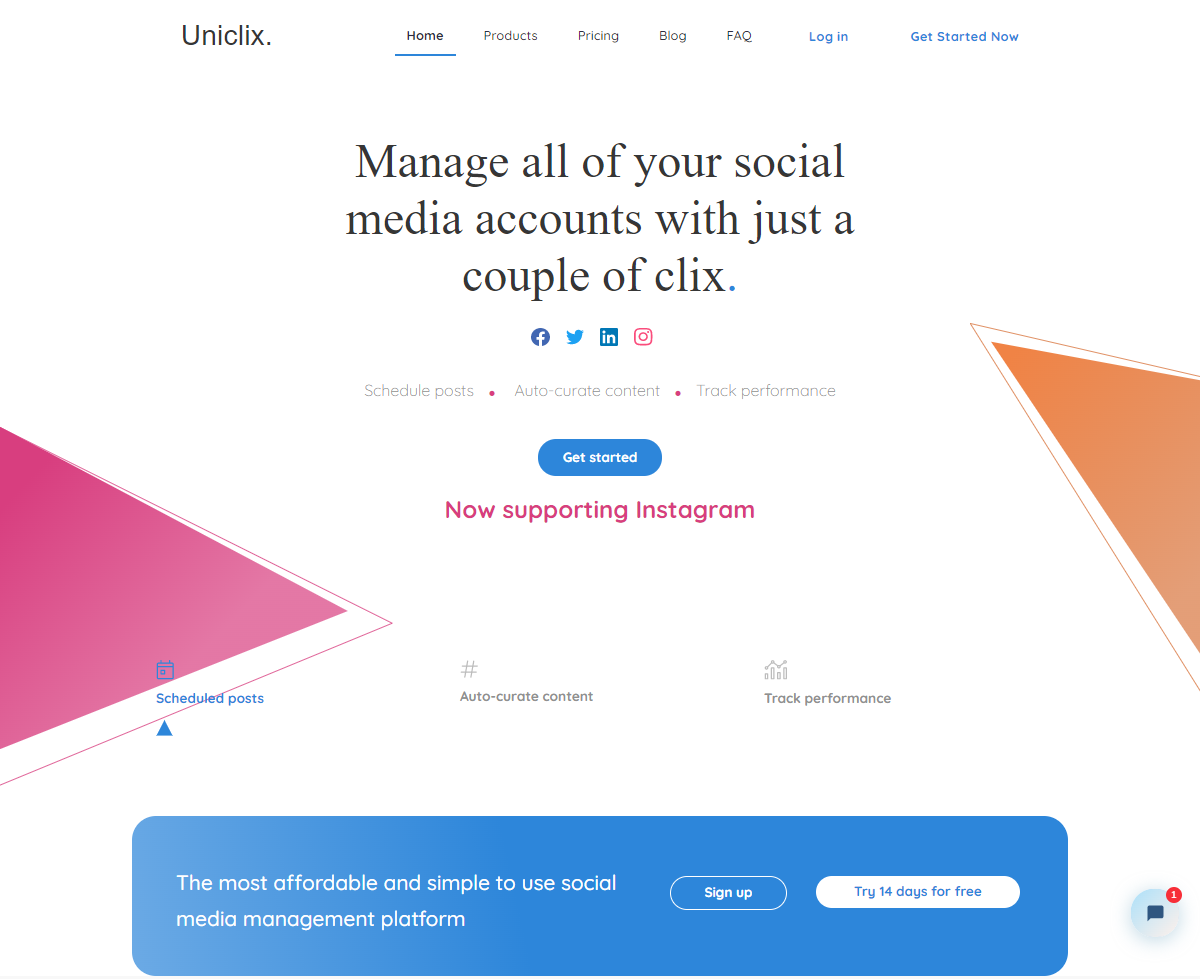 Uniclix.
Home Products Pricing Blog FAQ Log in Get Started Now
Manage all of your social
media accounts with just a
couple of clix.
Schedule posts • Auto-curate content • Track performance
Get started
Now supporting Instagram
#
Scheduled posts Auto-curate content Track performance
The most affordable and simple to use social
media management platform
Sign up Try 14 days for free
1